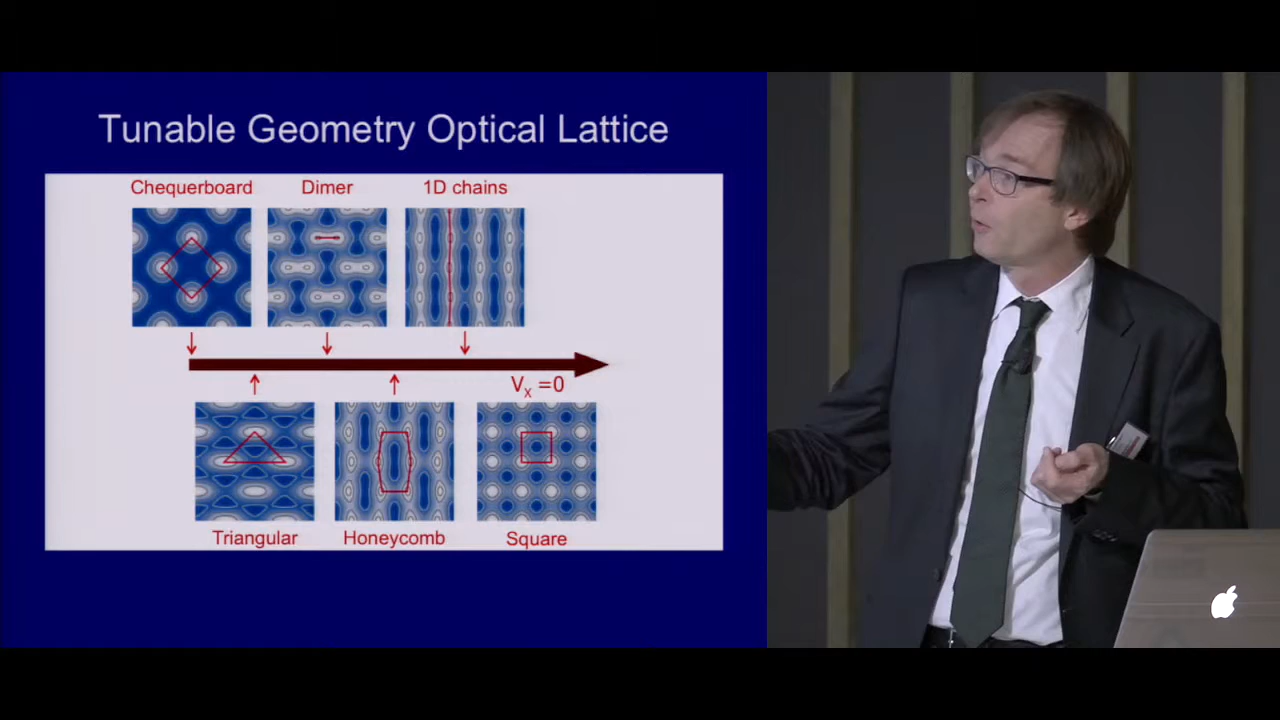 Tunable Geometry Optical Lattice
Chequerboard Dimer 1D chains
Vx =0
Triangular Honeycomb Square